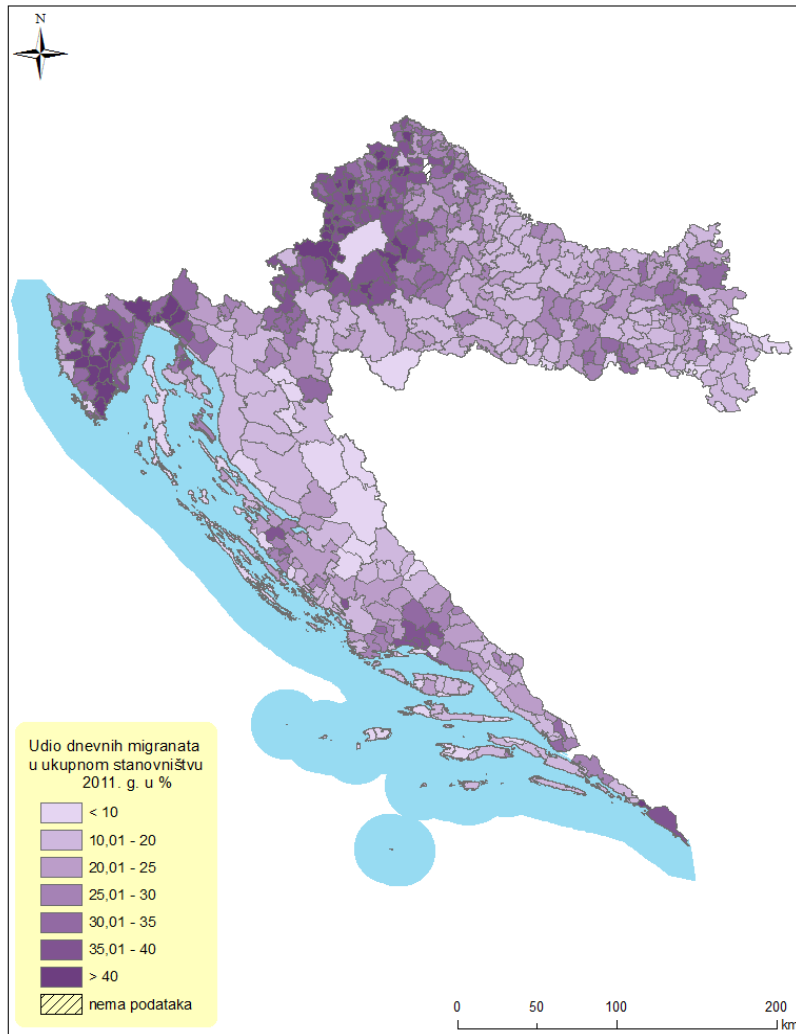 N
Udio dnevnih migranata
u ukupnom stanovništvu
2011. g. u %
< 10
10,01 - 20
20,01 - 25
25,01 - 30
30,01 - 35
35,01 - 40
> 40
nema podataka
0 50 100 200
km